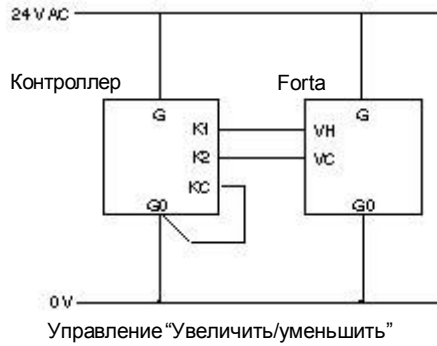 24 V AC
Контроллер
Forta
G
G
K1
VH
K2
VC
KC
G0
G0
0 V
Управление “Увеличить/уменьшить”